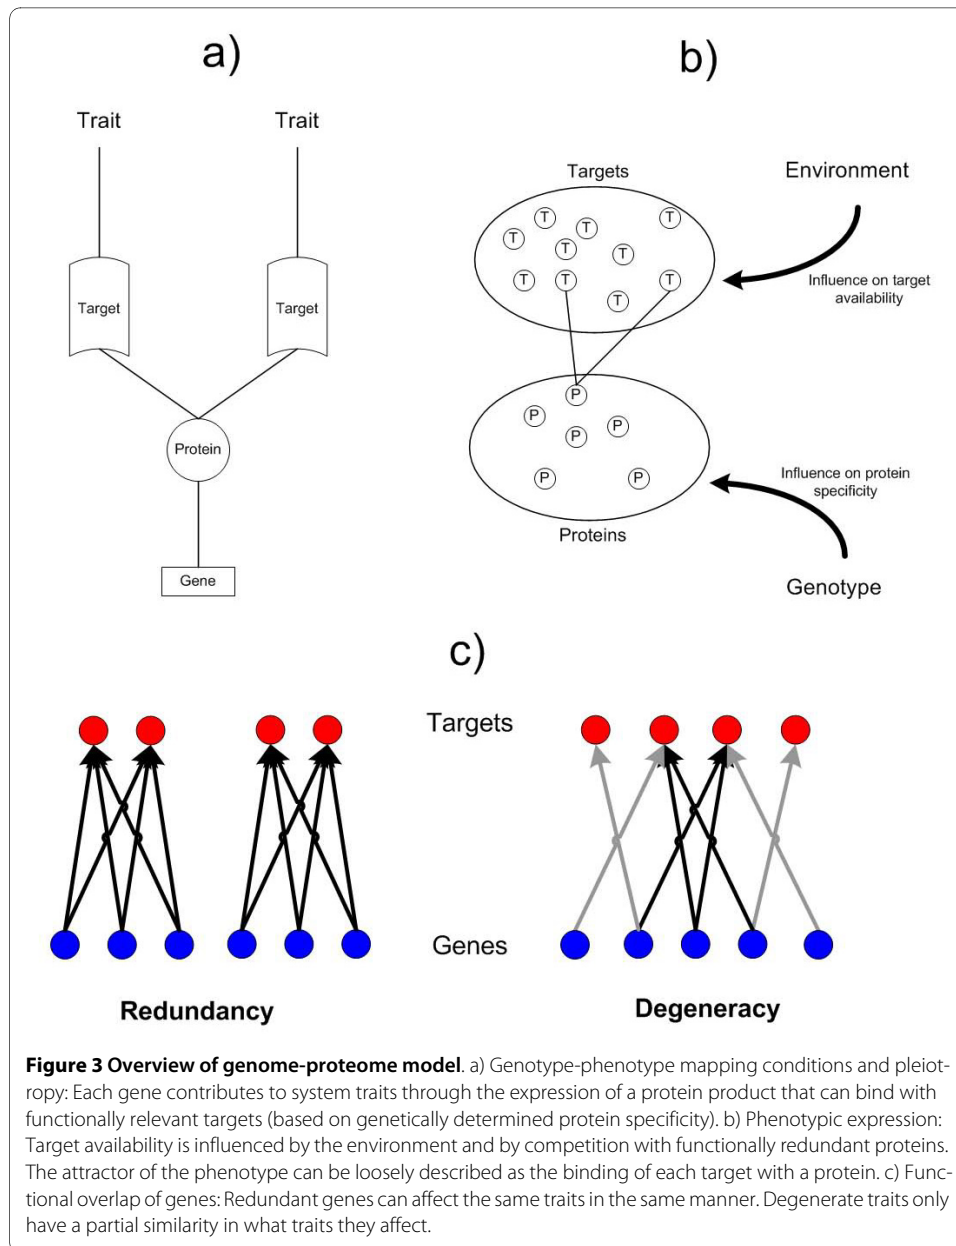 a)
b)
Trait
Trait
Target
Target
Protein
Gene
Targets
T
T
T
T
T
T
T
T
T
T
Environment
Influence on target
availability
P
P
P
P
P
P
Proteins
Influence on protein
specificity
Genotype
c)
Targets
Genes
Redundancy
Degeneracy
Figure 3 Overview of genome-proteome model. a) Genotype-phenotype mapping conditions and pleiot-
ropy: Each gene contributes to system traits through the expression of a protein product that can bind with
functionally relevant targets (based on genetically determined protein specificity). b) Phenotypic expression:
Target availability is influenced by the environment and by competition with functionally redundant proteins.
The attractor of the phenotype can be loosely described as the binding of each target with a protein. c) Func-
tional overlap of genes: Redundant genes can affect the same traits in the same manner. Degenerate traits only
have a partial similarity in what traits they affect.